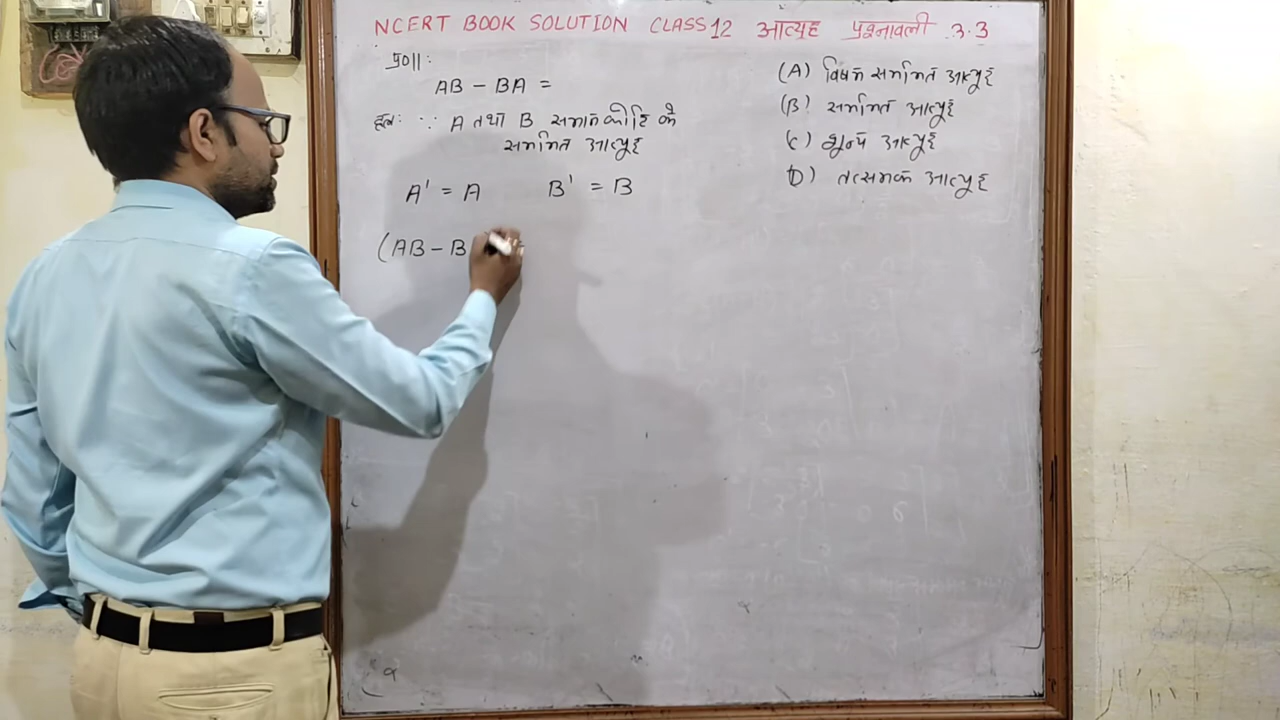 NCERT BOOK SOLUTION CLASS 12 आव्यूह प्रश्नावली 3.3
प्र०11:
AB - BA =
हल: ∵ A तथा B समान कोटि के
सममित आव्यूह
A' = A B' = B
(AB - B
(A) विषम सममित आव्यूह
(B) सममित आव्यूह
(C) शून्य आव्यूह
(D) तत्समक आव्यूह